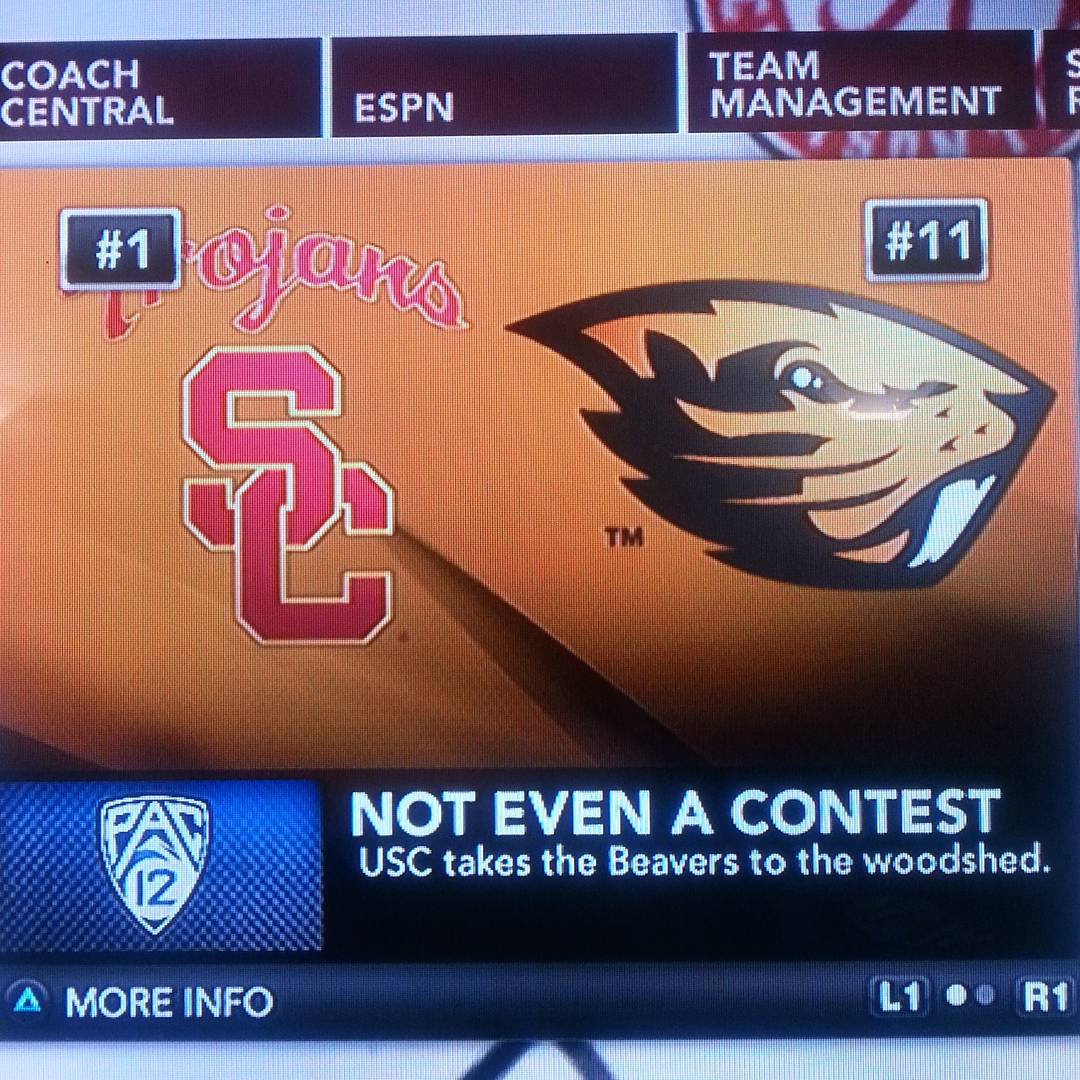 COACH
CENTRAL
ESPN
TEAM
MANAGEMENT
#1
Trojans
#11
SC
TM
NOT EVEN A CONTEST
USC takes the Beavers to the woodshed.
PAC
12
MORE INFO
L1
R1